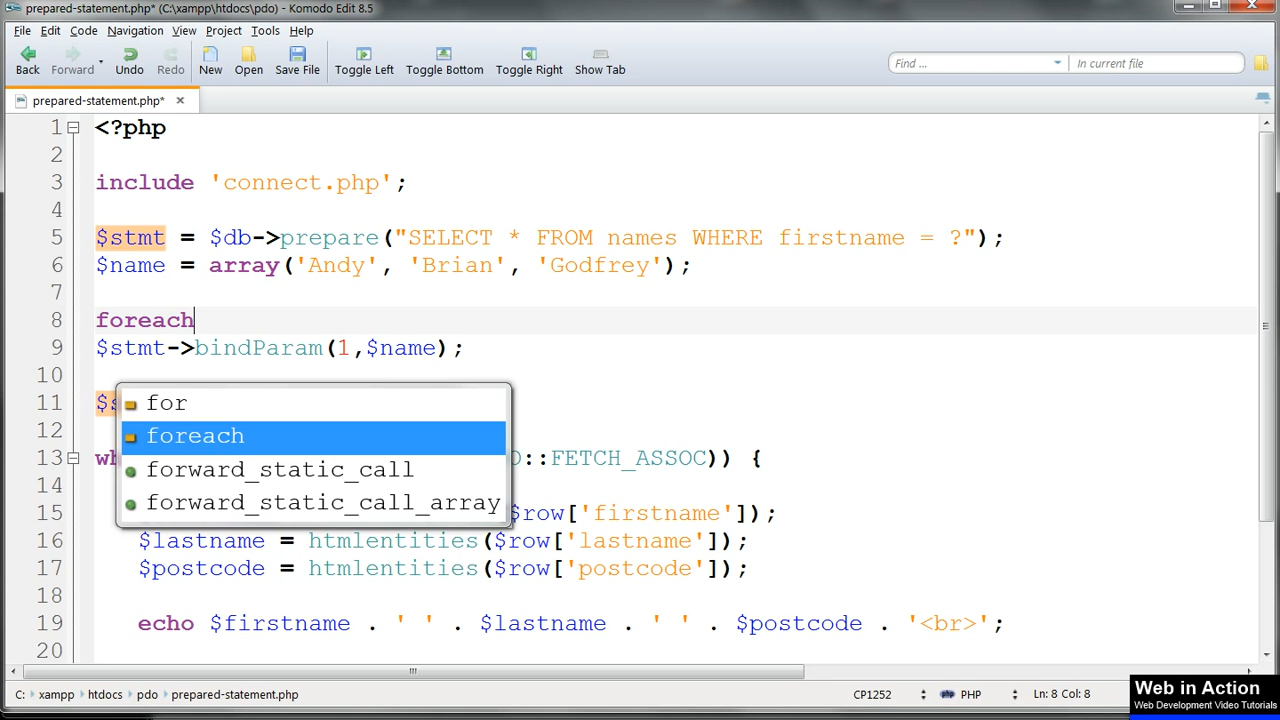 prepared-statement.php* (C:\xampp\htdocs\pdo) - Komodo Edit 8.5
File Edit Code Navigation View Project Tools Help
Back Forward Undo Redo New Open Save File Toggle Left Toggle Bottom Toggle Right Show Tab Find ... In current file
prepared-statement.php*
1 <?php
2
3 include 'connect.php';
4
5 $stmt = $db->prepare("SELECT * FROM names WHERE firstname = ?");
6 $name = array('Andy', 'Brian', 'Godfrey');
7
8 foreach
9 $stmt->bindParam(1,$name);
10
11
for
12
foreach
13 ::FETCH_ASSOC)) {
14
forward_static_call
forward_static_call_array
15 $row['firstname']);
16 $lastname = htmlentities($row['lastname']);
17 $postcode = htmlentities($row['postcode']);
18
19 echo $firstname . ' ' . $lastname . ' ' . $postcode . '<br>';
20
C: xampp htdocs pdo prepared-statement.php CP1252 PHP Ln: 8 Col: 8
Web in Action
Web Development Video Tutorials